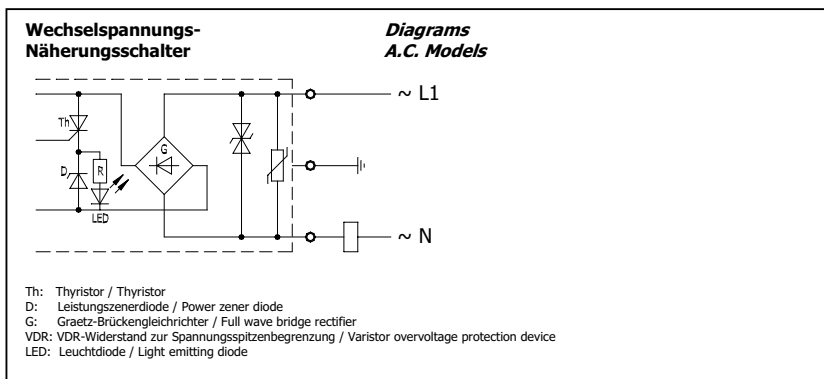 Wechselspannungs-
Näherungsschalter
Diagrams
A.C. Models
~ L1
Th
G
D
R
LED
~ N
Th: Thyristor / Thyristor
D: Leistungszenerdiode / Power zener diode
G: Graetz-Brückengleichrichter / Full wave bridge rectifier
VDR: VDR-Widerstand zur Spannungsspitzenbegrenzung / Varistor overvoltage protection device
LED: Leuchtdiode / Light emitting diode